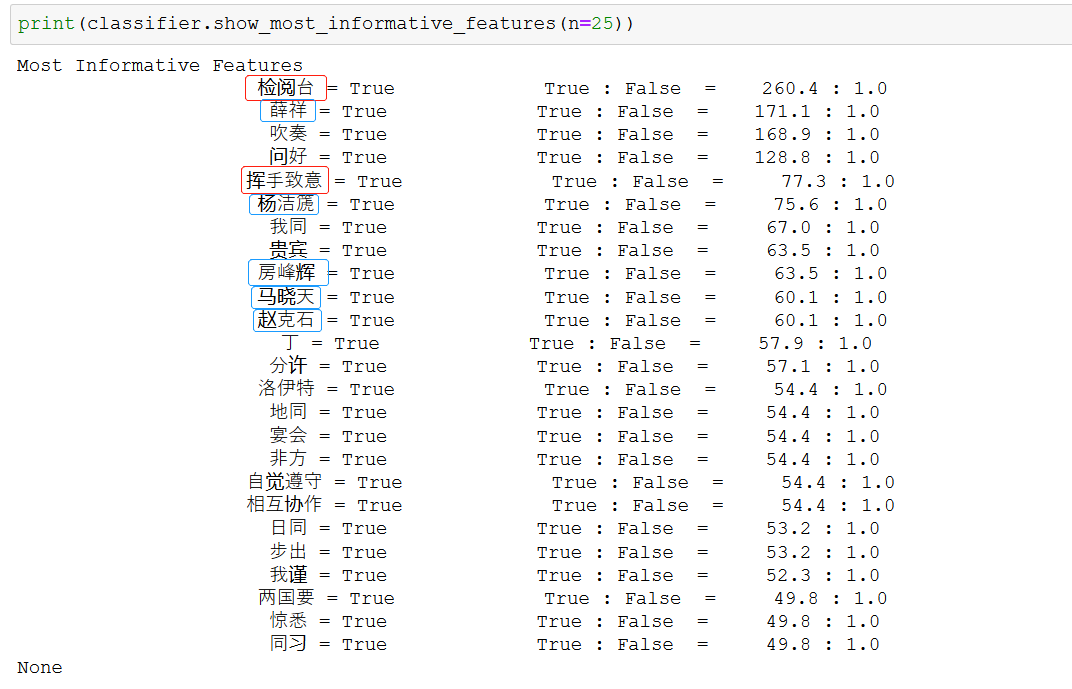 print(classifier.show_most_informative_features(n=25))
Most Informative Features
检阅台 = True True : False = 260.4 : 1.0
薛祥 = True True : False = 171.1 : 1.0
吹奏 = True True : False = 168.9 : 1.0
问好 = True True : False = 128.8 : 1.0
挥手致意 = True True : False = 77.3 : 1.0
杨洁篪 = True True : False = 75.6 : 1.0
我同 = True True : False = 67.0 : 1.0
贵宾 = True True : False = 63.5 : 1.0
房峰辉 = True True : False = 63.5 : 1.0
马晓天 = True True : False = 60.1 : 1.0
赵克石 = True True : False = 60.1 : 1.0
丁 = True True : False = 57.9 : 1.0
分许 = True True : False = 57.1 : 1.0
洛伊特 = True True : False = 54.4 : 1.0
地同 = True True : False = 54.4 : 1.0
宴会 = True True : False = 54.4 : 1.0
非方 = True True : False = 54.4 : 1.0
自觉遵守 = True True : False = 54.4 : 1.0
相互协作 = True True : False = 54.4 : 1.0
日同 = True True : False = 53.2 : 1.0
步出 = True True : False = 53.2 : 1.0
我谨 = True True : False = 52.3 : 1.0
两国要 = True True : False = 49.8 : 1.0
惊悉 = True True : False = 49.8 : 1.0
同习 = True True : False = 49.8 : 1.0
None